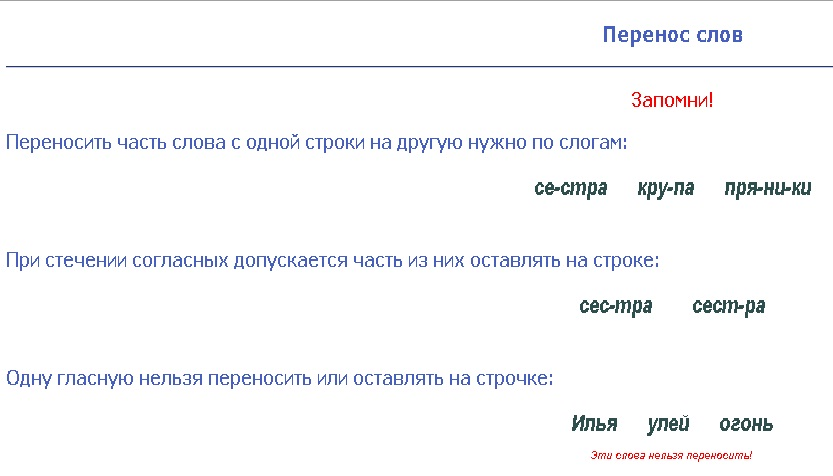 Перенос слов
Запомни!
Переносить часть слова с одной строки на другую нужно по слогам:
се-стра кру-па пря-ни-ки
При стечении согласных допускается часть из них оставлять на строке:
сес-тра сест-ра
Одну гласную нельзя переносить или оставлять на строчке:
Илья улей огонь
Эти слова нельзя переносить!